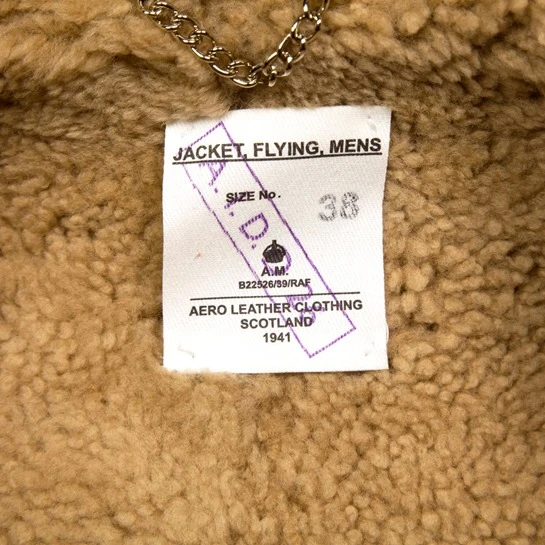 JACKET, FLYING, MENS
SIZE No. 38
A.M.
B22526/39/RAF
AERO LEATHER CLOTHING
SCOTLAND
1941
A.I.D.